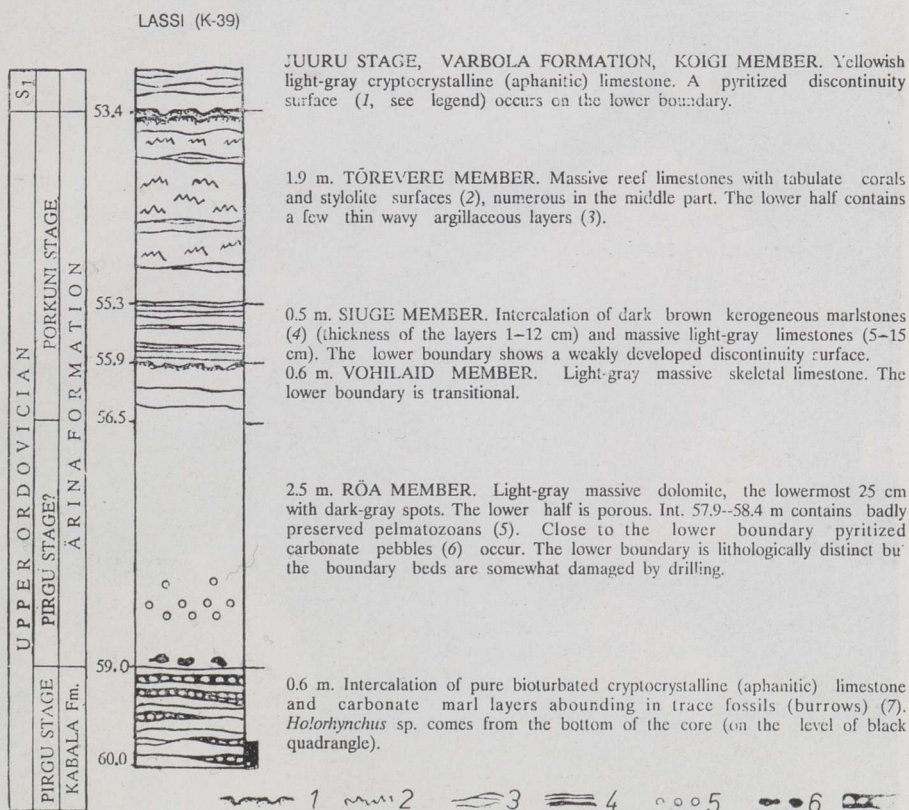 LASSI (K-39)
JUURU STAGE, VARBOLA FORMATION, KOIGI MEMBER. Yellowish
light-gray cryptocrystalline (aphanitic) limestone. A pyritized discontinuity
surface (1, see legend) occurs on the lower boundary.
1.9 m. TÕREVERE MEMBER. Massive reef limestones with tabulate corals
and stylolite surfaces (2), numerous in the middle part. The lower half contains
a few thin wavy argillaceous layers (3).
0.5 m. SIUGE MEMBER. Intercalation of dark brown kerogeneous marlstones
(4) (thickness of the layers 1–12 cm) and massive light-gray limestones (5–15
cm). The lower boundary shows a weakly developed discontinuity surface.
0.6 m. VOHILAID MEMBER. Light-gray massive skeletal limestone. The
lower boundary is transitional.
2.5 m. RÖA MEMBER. Light-gray massive dolomite, the lowermost 25 cm
with dark-gray spots. The lower half is porous. Int. 57.9--58.4 m contains badly
preserved pelmatozoans (5). Close to the lower boundary pyritized
carbonate pebbles (6) occur. The lower boundary is lithologically distinct bu
the boundary beds are somewhat damaged by drilling.
0.6 m. Intercalation of pure bioturbated cryptocrystalline (aphanitic) limestone
and carbonate marl layers abounding in trace fossils (burrows) (7).
Holorhynchus sp. comes from the bottom of the core (on the level of black
quadrangle).
S1
UPPER ORDOVICIAN
PORKUNI STAGE
PIRGU STAGE?
PIRGU STAGE
ÄRINA FORMATION
KABALA Fm.
53.4
55.3
55.9
56.5
59.0
60.0
1 2 3 4 5 6